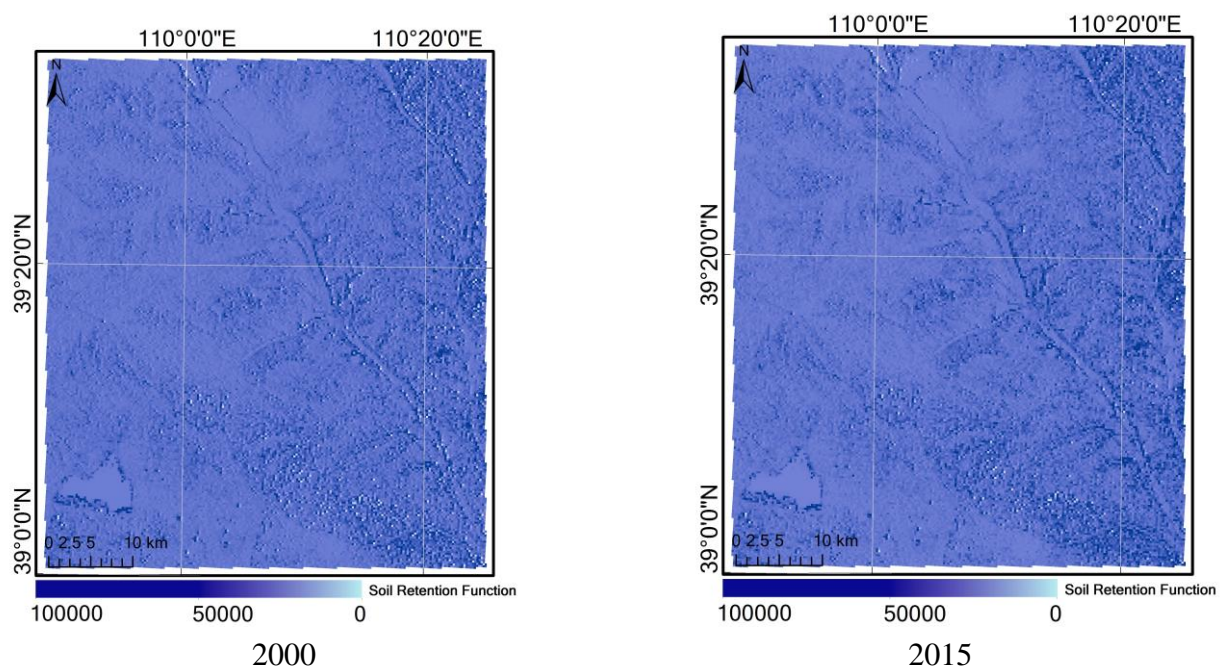 110°0'0"E 110°20'0"E
N
39°20'0"N
39°0'0"N
0 2.5 5 10 km
Soil Retention Function
100000 50000 0
2000
110°0'0"E 110°20'0"E
N
39°20'0"N
39°0'0"N
0 2.5 5 10 km
Soil Retention Function
100000 50000 0
2015